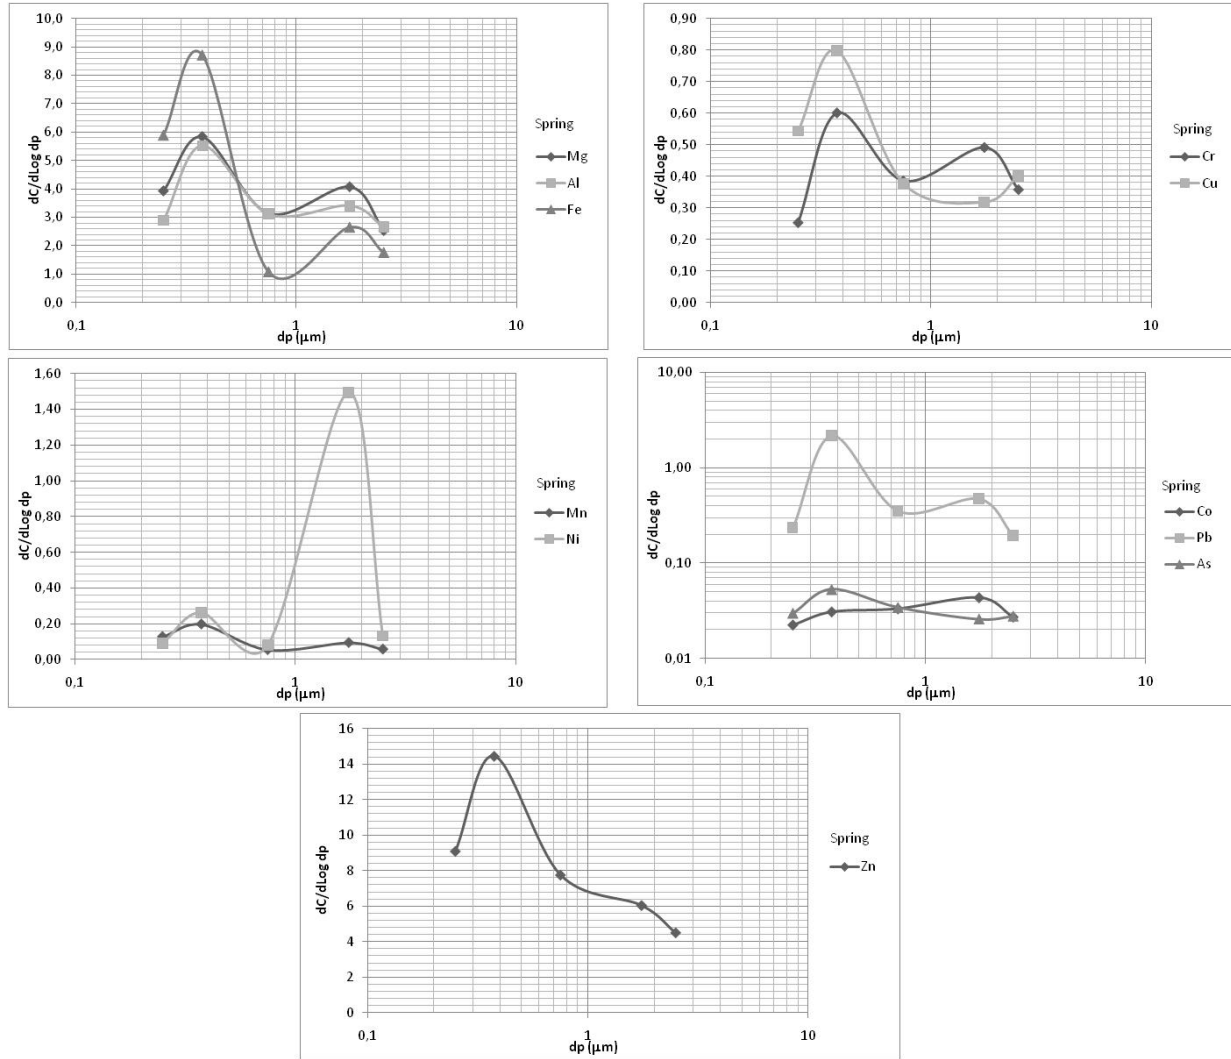 10,0
9,0
8,0
7,0
6,0
5,0
4,0
3,0
2,0
1,0
0,0
dC/dLog dp
0,1
1
10
dp (μm)
Spring
Mg
Al
Fe
0,90
0,80
0,70
0,60
0,50
0,40
0,30
0,20
0,10
0,00
dC/dLog dp
0,1
1
10
dp (μm)
Spring
Cr
Cu
1,60
1,40
1,20
1,00
0,80
0,60
0,40
0,20
0,00
dC/dLog dp
0,1
1
10
dp (μm)
Spring
Mn
Ni
10,00
1,00
0,10
0,01
dC/dLog dp
0,1
1
10
dp (μm)
Spring
Co
Pb
As
16
14
12
10
8
6
4
2
0
dC/dLog dp
0,1
1
10
dp (μm)
Spring
Zn